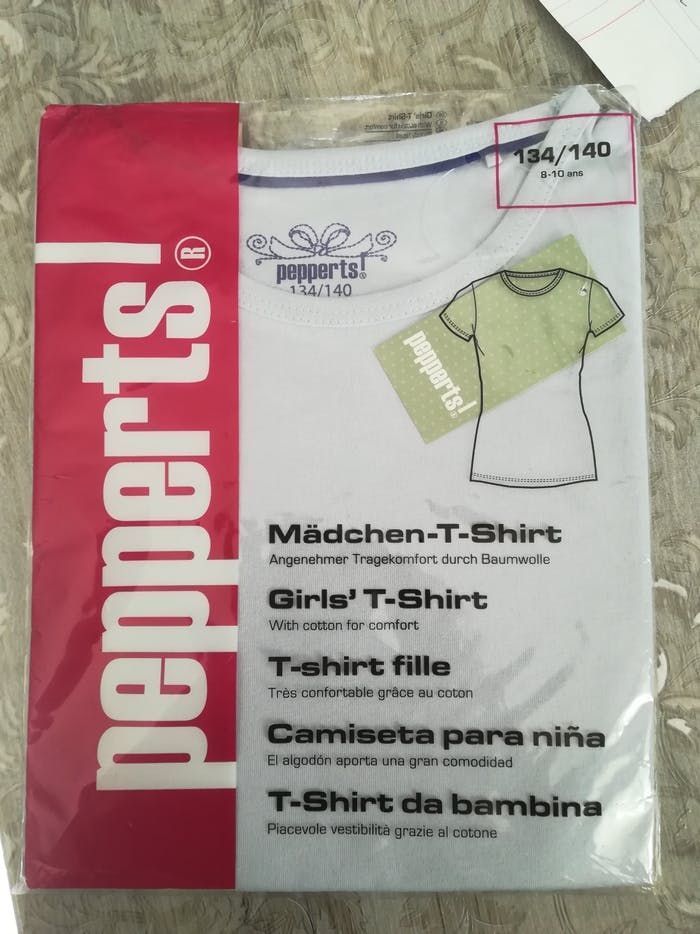 134/140
8-10 ans
pepperts!®
pepperts!
134/140
pepperts!®
Mädchen-T-Shirt
Angenehmer Tragekomfort durch Baumwolle
Girls' T-Shirt
With cotton for comfort
T-shirt fille
Très confortable grâce au coton
Camiseta para niña
El algodón aporta una gran comodidad
T-Shirt da bambina
Piacevole vestibilità grazie al cotone